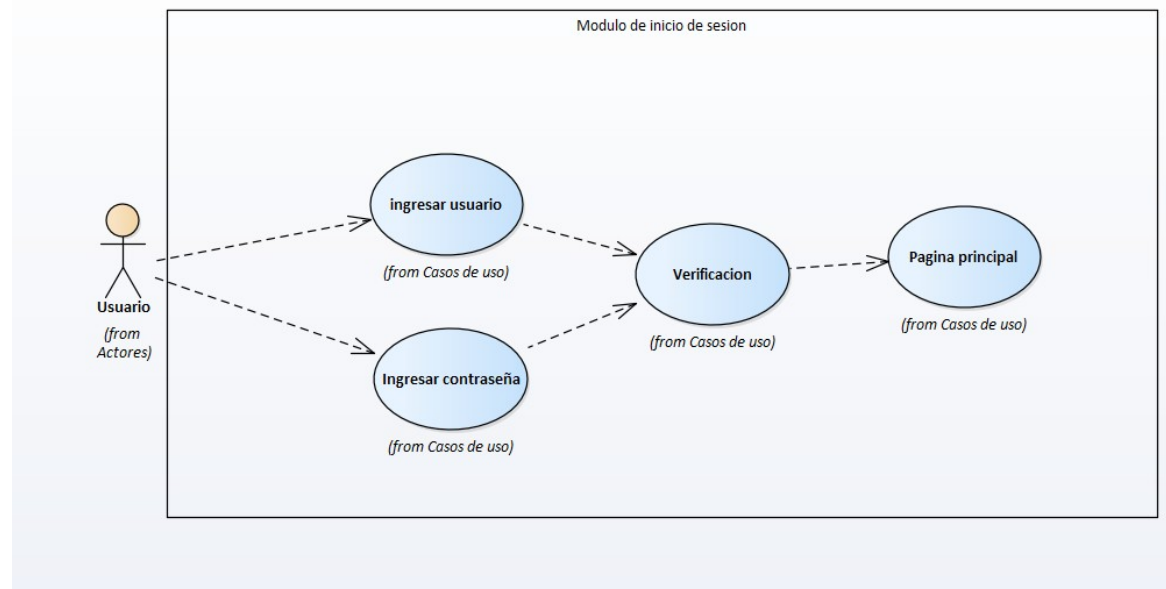 Modulo de inicio de sesion
ingresar usuario
(from Casos de uso)
Usuario
(from
Actores)
Ingresar contraseña
(from Casos de uso)
Verificacion
(from Casos de uso)
Pagina principal
(from Casos de uso)